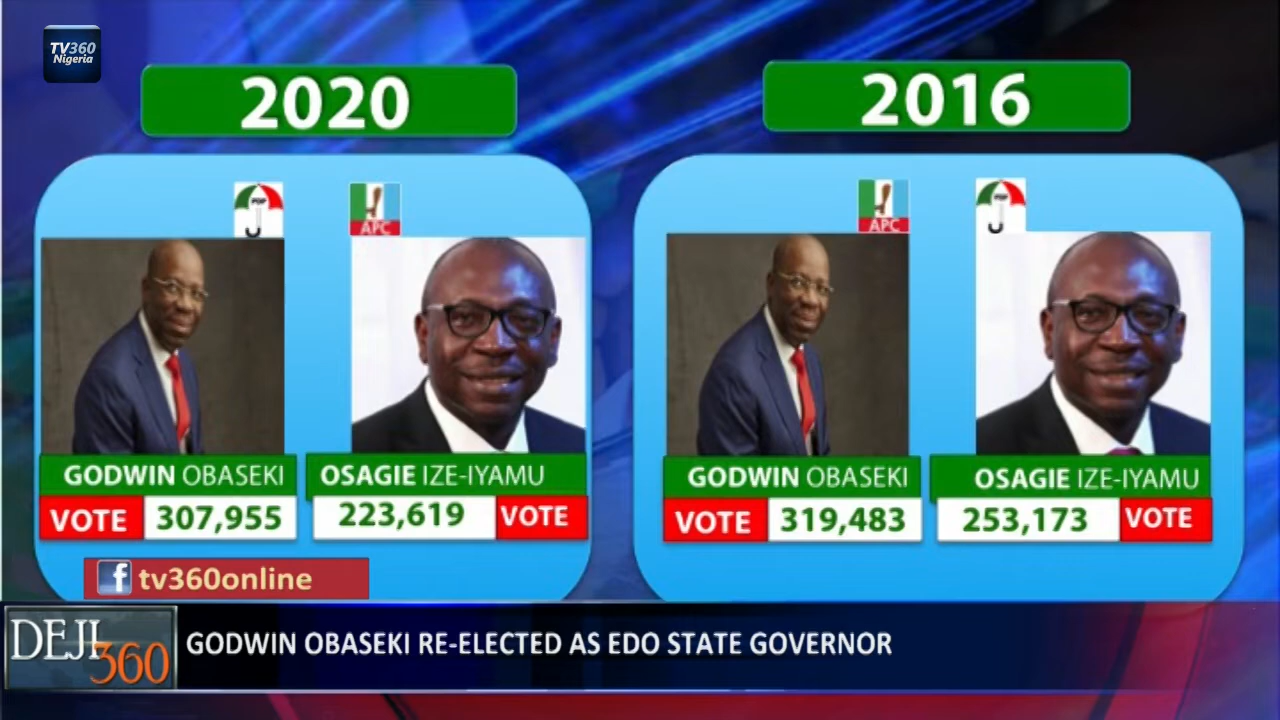 TV360
Nigeria
2020
2016
PDP
APC
APC
PDP
GODWIN OBASEKI
OSAGIE IZE-IYAMU
GODWIN OBASEKI
OSAGIE IZE-IYAMU
VOTE 307,955
223,619 VOTE
VOTE 319,483
253,173 VOTE
f tv360online
DEJI 360
GODWIN OBASEKI RE-ELECTED AS EDO STATE GOVERNOR